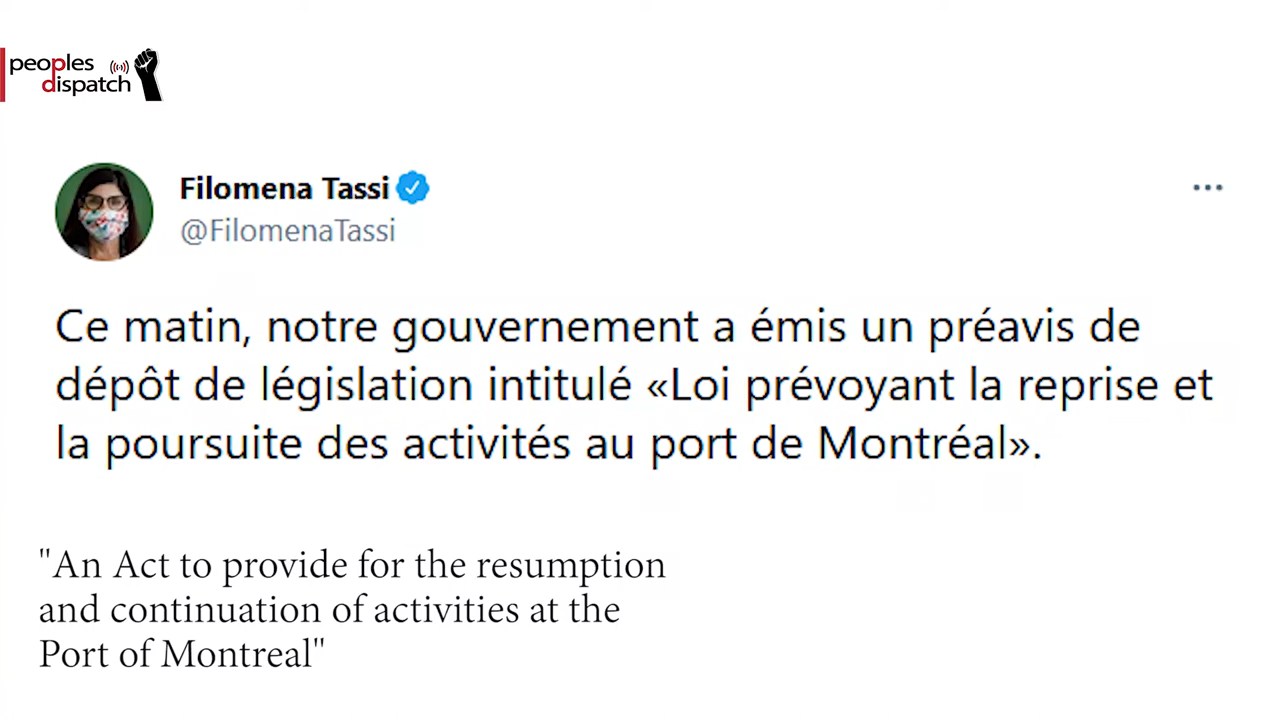 peoples
dispatch
Filomena Tassi
@FilomenaTassi
Ce matin, notre gouvernement a émis un préavis de
dépôt de législation intitulé «Loi prévoyant la reprise et
la poursuite des activités au port de Montréal».
"An Act to provide for the resumption
and continuation of activities at the
Port of Montreal"